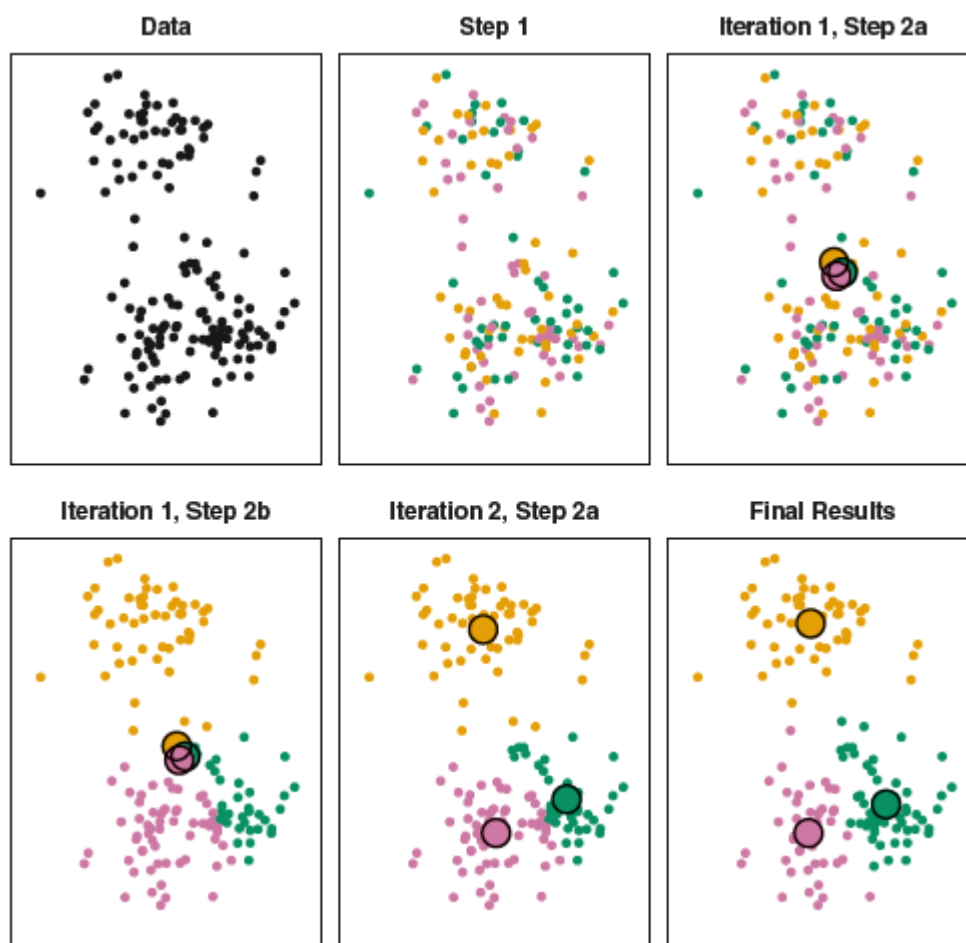 Data
Step 1
Iteration 1, Step 2a
Iteration 1, Step 2b
Iteration 2, Step 2a
Final Results